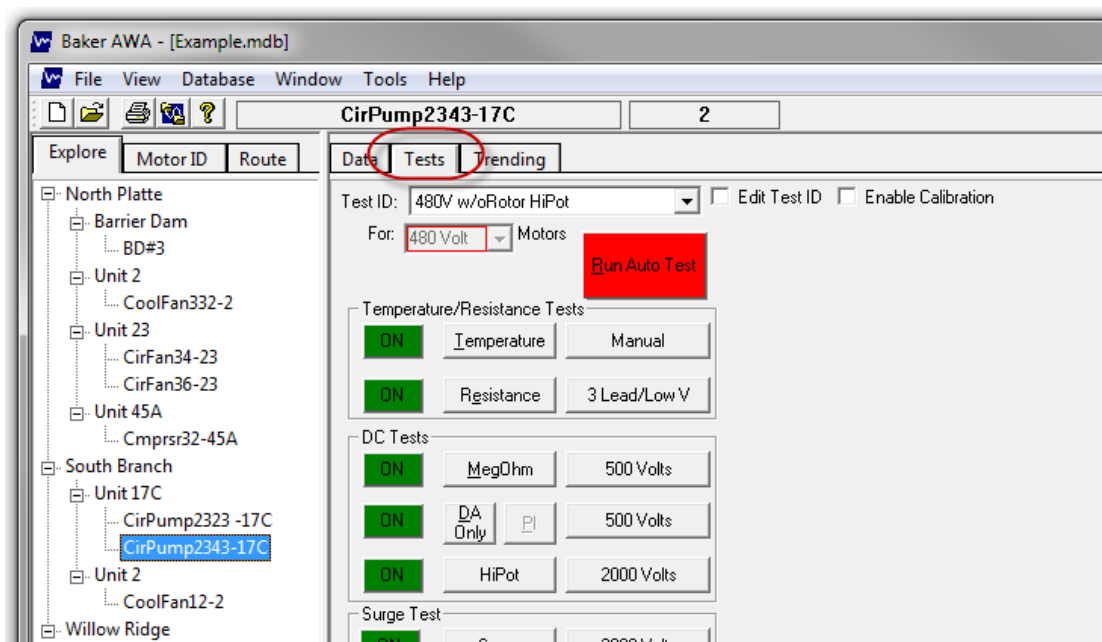 Baker AWA - [Example.mdb]
File View Database Window Tools Help
CirPump2343-17C 2
Explore Motor ID Route
Data Tests Trending
North Platte
Barrier Dam
BD#3
Unit 2
CoolFan332-2
Unit 23
CirFan34-23
CirFan36-23
Unit 45A
Cmprsr32-45A
South Branch
Unit 17C
CirPump2323 -17C
CirPump2343-17C
Unit 2
CoolFan12-2
Willow Ridge
Test ID: 480V w/oRotor HiPot Edit Test ID Enable Calibration
For: 480 Volt Motors
Run Auto Test
Temperature/Resistance Tests
ON Temperature Manual
ON Resistance 3 Lead/Low V
DC Tests
ON MegOhm 500 Volts
ON DA Only PI 500 Volts
ON HiPot 2000 Volts
Surge Test